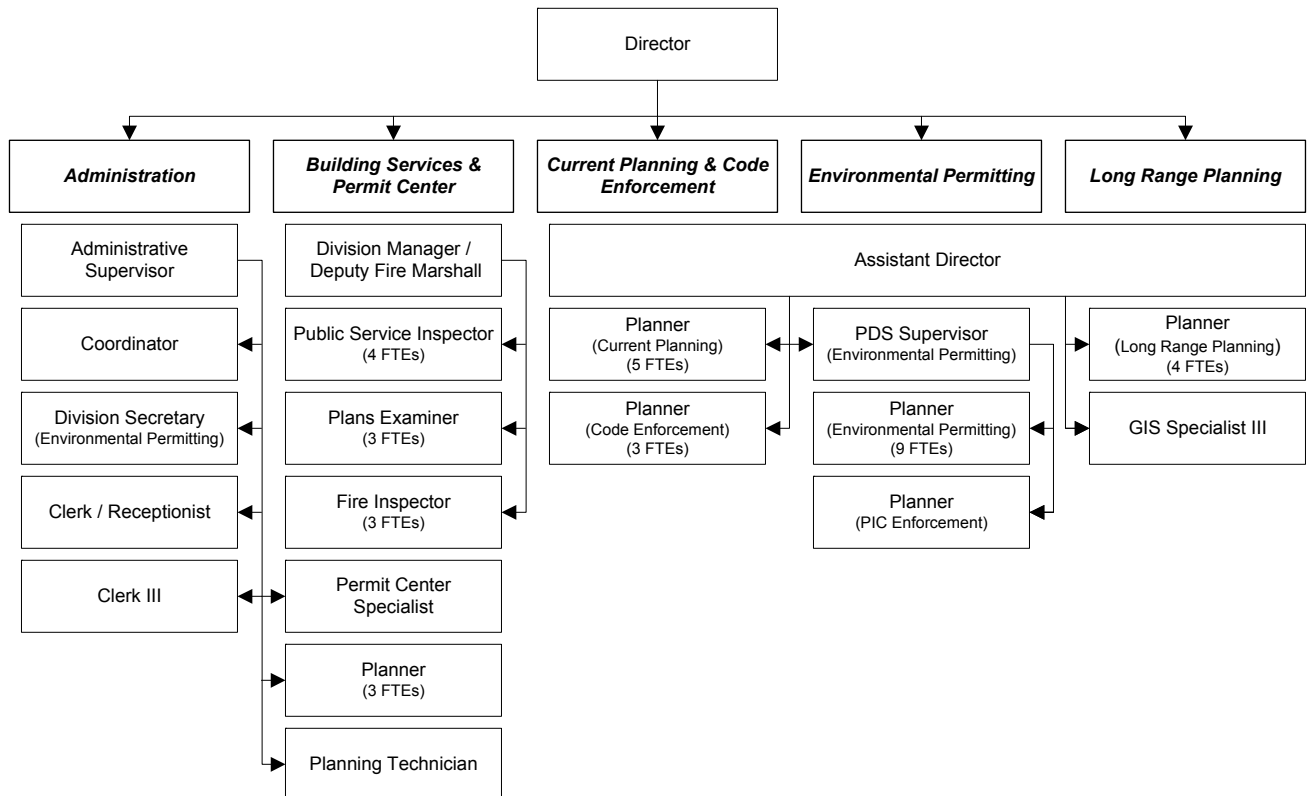 Director
Administration
Building Services &
Permit Center
Current Planning & Code
Enforcement
Environmental Permitting
Long Range Planning
Administrative
Supervisor
Division Manager /
Deputy Fire Marshall
Assistant Director
Coordinator
Public Service Inspector
(4 FTEs)
Planner
(Current Planning)
(5 FTEs)
PDS Supervisor
(Environmental Permitting)
Planner
(Long Range Planning)
(4 FTEs)
Division Secretary
(Environmental Permitting)
Plans Examiner
(3 FTEs)
Planner
(Code Enforcement)
(3 FTEs)
Planner
(Environmental Permitting)
(9 FTEs)
GIS Specialist III
Clerk / Receptionist
Fire Inspector
(3 FTEs)
Planner
(PIC Enforcement)
Clerk III
Permit Center
Specialist
Planner
(3 FTEs)
Planning Technician